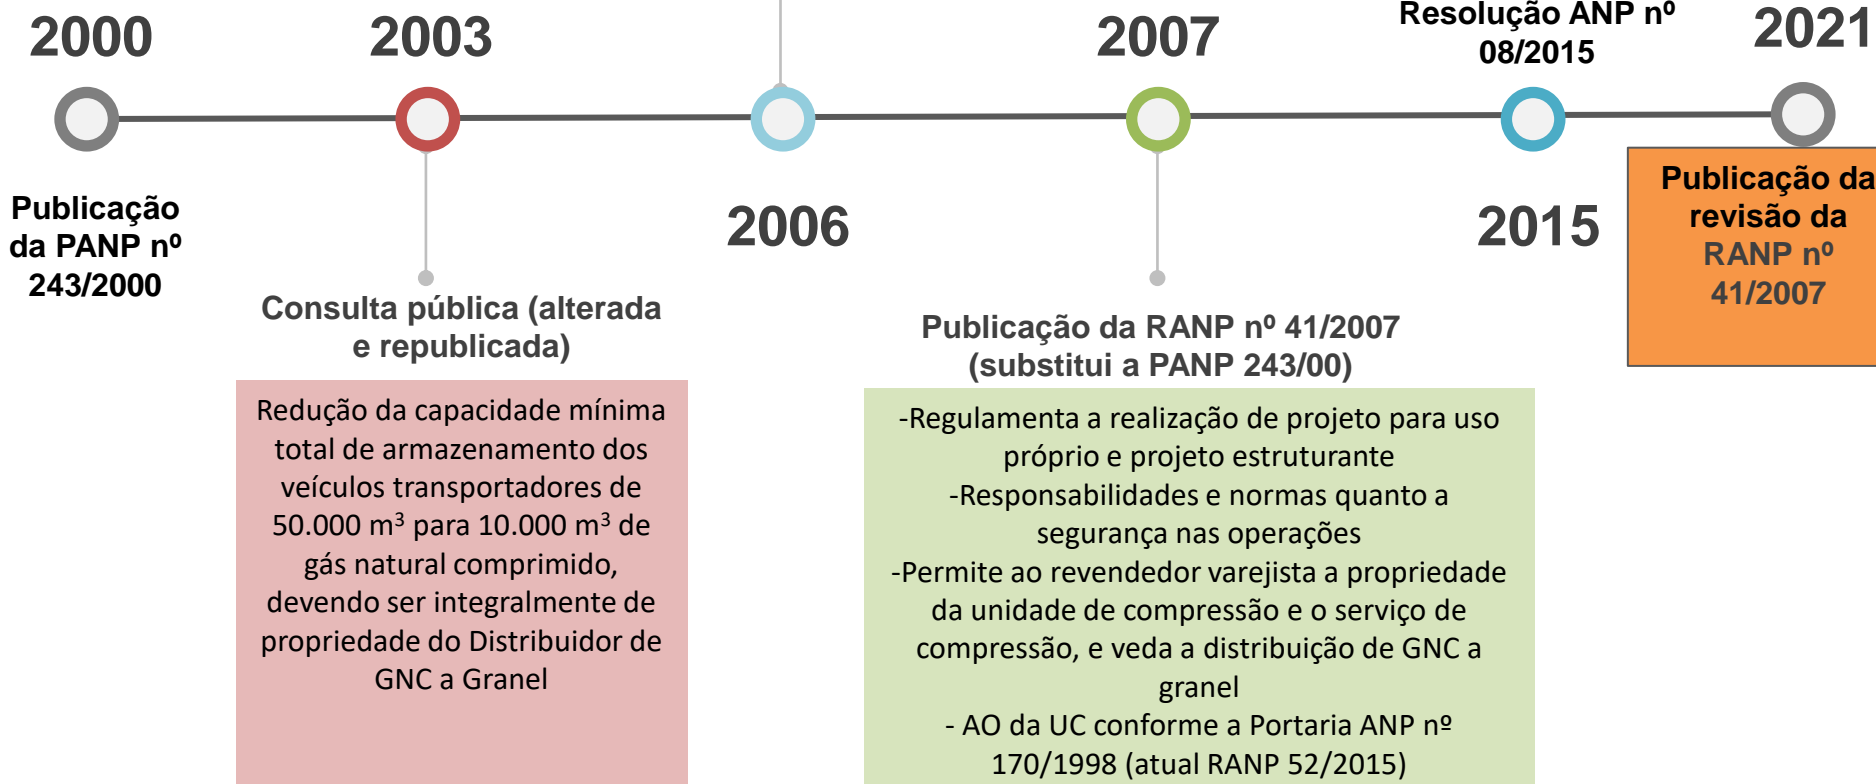 2000
2003
2007
Resolução ANP nº
08/2015
2021
Publicação
da PANP nº
243/2000
2006
2015
Publicação da
revisão da
RANP nº
41/2007
Consulta pública (alterada
e republicada)
Redução da capacidade mínima
total de armazenamento dos
veículos transportadores de
50.000 m³ para 10.000 m³ de
gás natural comprimido,
devendo ser integralmente de
propriedade do Distribuidor de
GNC a Granel
Publicação da RANP nº 41/2007
(substitui a PANP 243/00)
-Regulamenta a realização de projeto para uso
próprio e projeto estruturante
-Responsabilidades e normas quanto a
segurança nas operações
-Permite ao revendedor varejista a propriedade
da unidade de compressão e o serviço de
compressão, e veda a distribuição de GNC a
granel
- AO da UC conforme a Portaria ANP nº
170/1998 (atual RANP 52/2015)